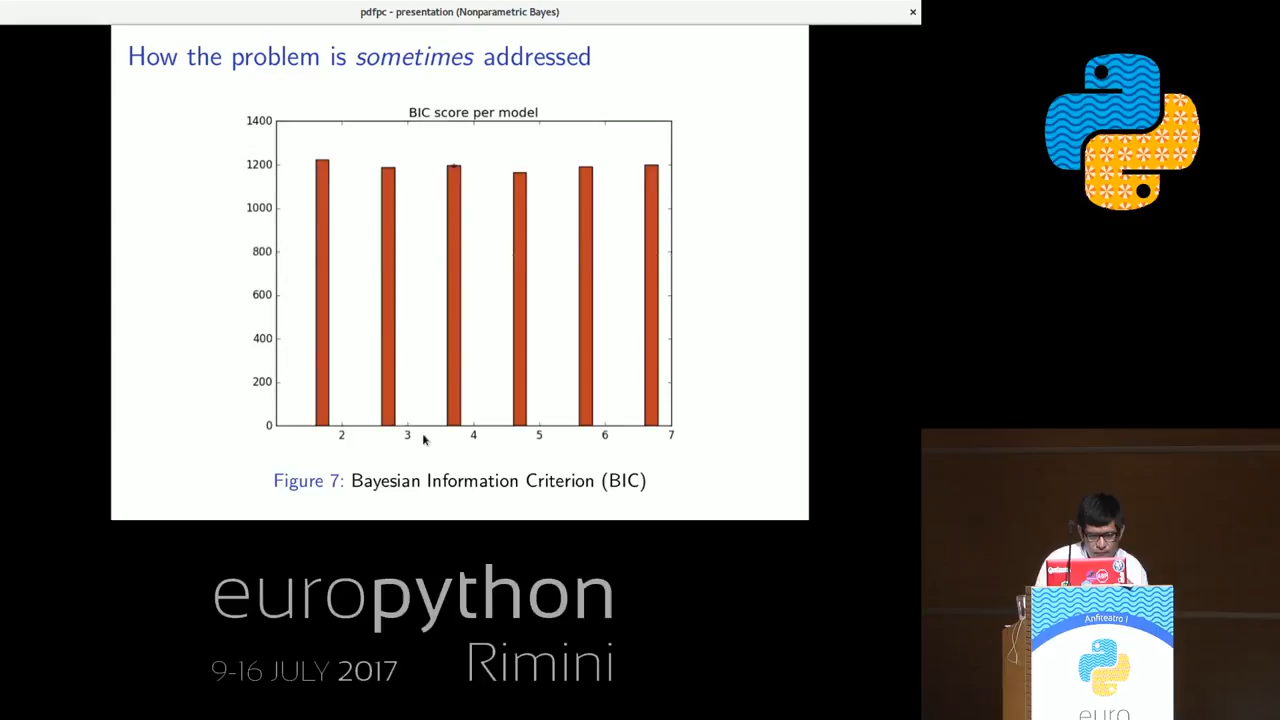 pdfpc - presentation (Nonparametric Bayes)
×
How the problem is sometimes addressed
BIC score per model
1400
1200
1000
800
600
400
200
0
2 3 4 5 6 7
Figure 7: Bayesian Information Criterion (BIC)
europython
9-16 JULY 2017
Rimini
Anfiteatro 1
euro